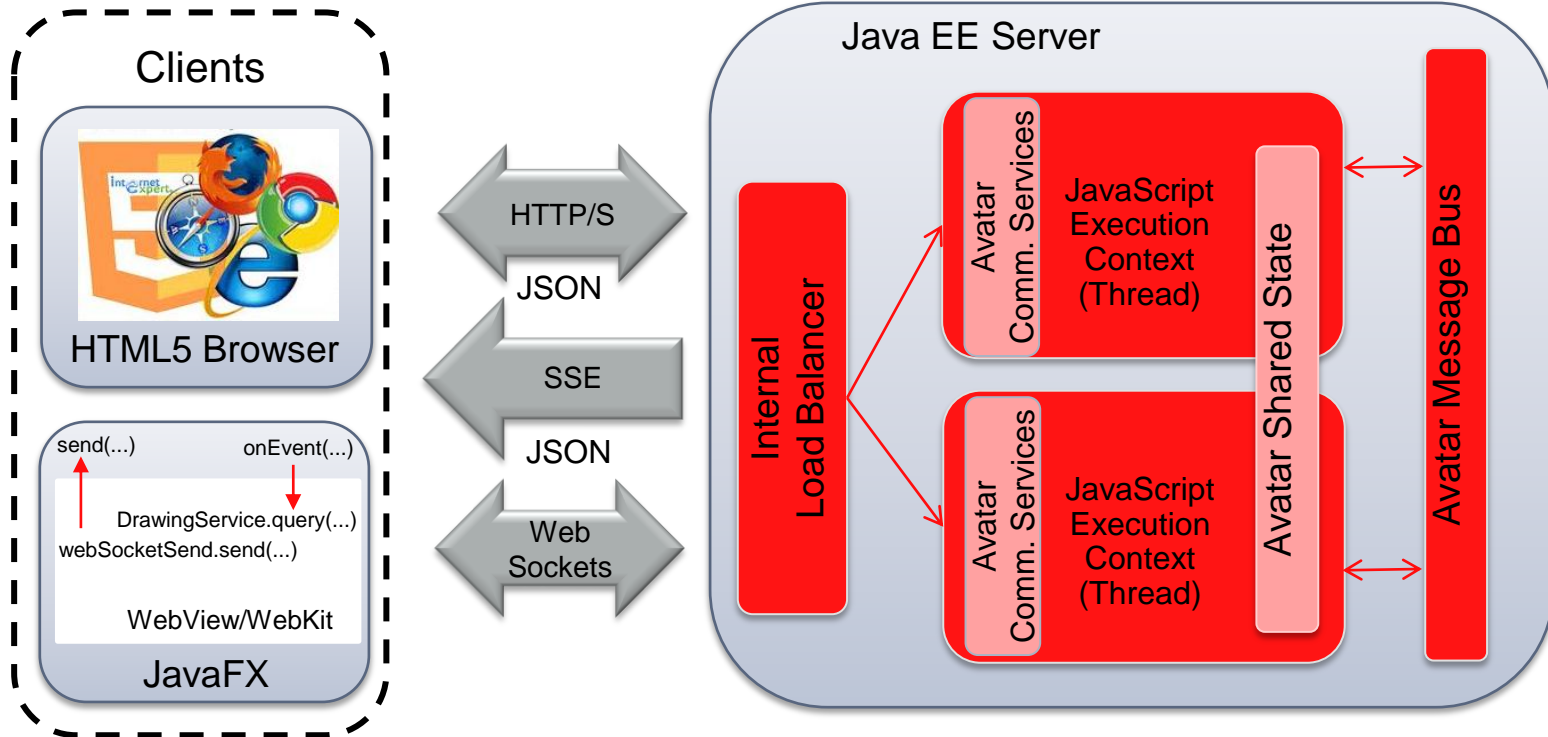 Clients
internet
expert
HTML5 Browser
send(...)
onEvent(...)
DrawingService.query(...)
webSocketSend.send(...)
WebView/WebKit
JavaFX
HTTP/S
JSON
SSE
JSON
Web
Sockets
Java EE Server
Internal
Load Balancer
Avatar
Comm. Services
JavaScript
Execution
Context
(Thread)
Avatar
Comm. Services
JavaScript
Execution
Context
(Thread)
Avatar Shared State
Avatar Message Bus